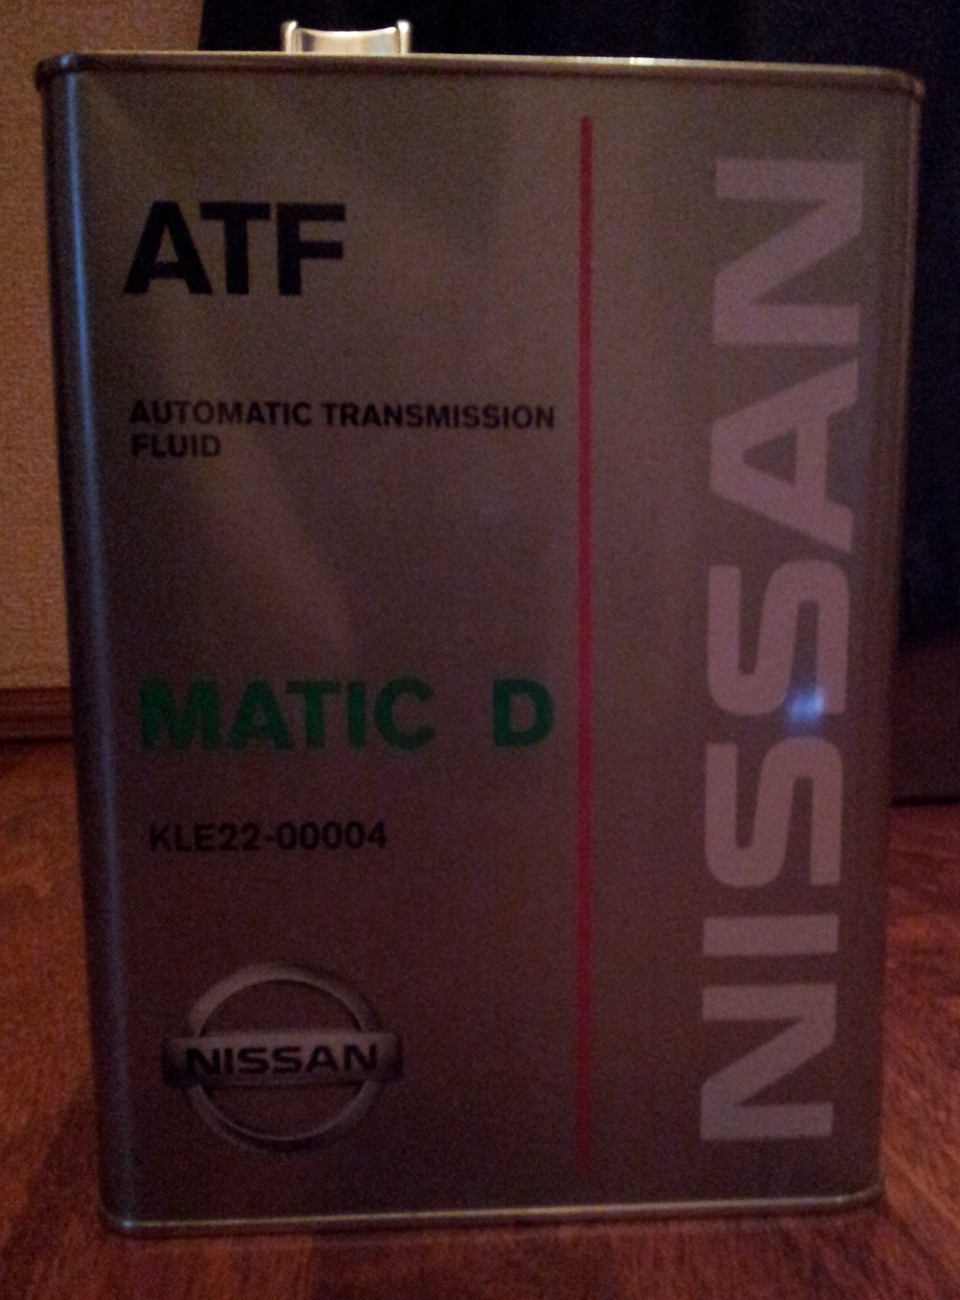 ATF
AUTOMATIC TRANSMISSION
FLUID
MATIC D
KLE22-00004
NISSAN
NISSAN